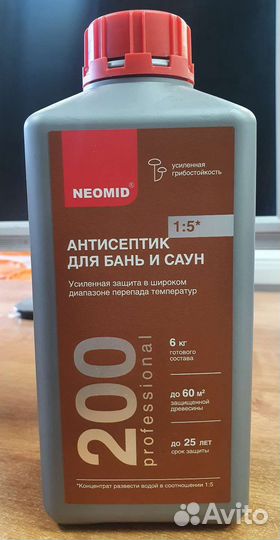 усиленная
грибостойкость
NEOMID®
1:5*
АНТИСЕПТИК
ДЛЯ БАНЬ И САУН
Усиленная защита в широком
диапазоне перепада температур
200
professional
6 кг
готового
состава
до 60 м²
защищенной
древесины
до 25 лет
срок защиты
*Концентрат развести водой в соотношении 1:5
Avito